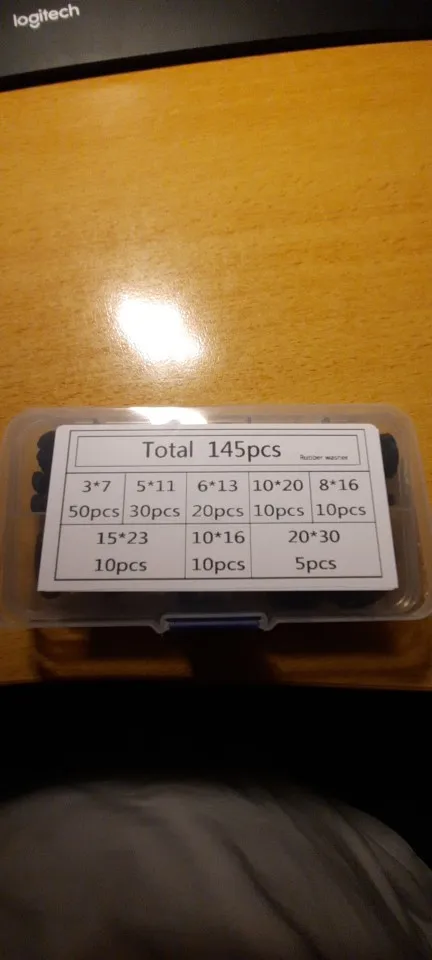 logitech
Total 145pcs
3*7 5*11 6*13 10*20 8*16
50pcs 30pcs 20pcs 10pcs 10pcs
15*23 10*16 20*30
10pcs 10pcs 5pcs